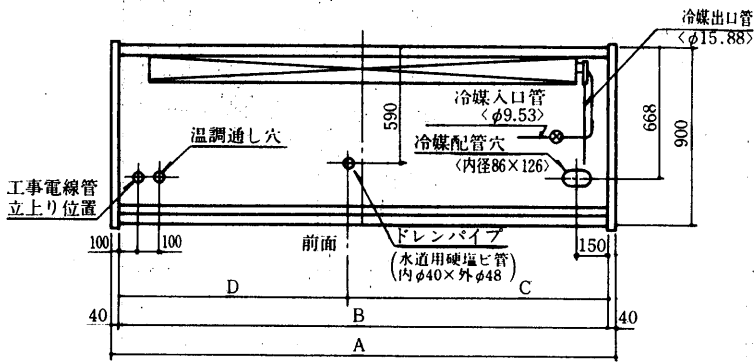 冷媒出口管
<φ15.88>
冷媒入口管
<φ9.53>
590
668
900
温調通し穴
冷媒配管穴
<内径86×126>
工事電線管
立上り位置
100
100
前面
ドレンパイプ
(水道用硬塩ビ管
内φ40×外φ48)
150
D
C
40
B
40
A